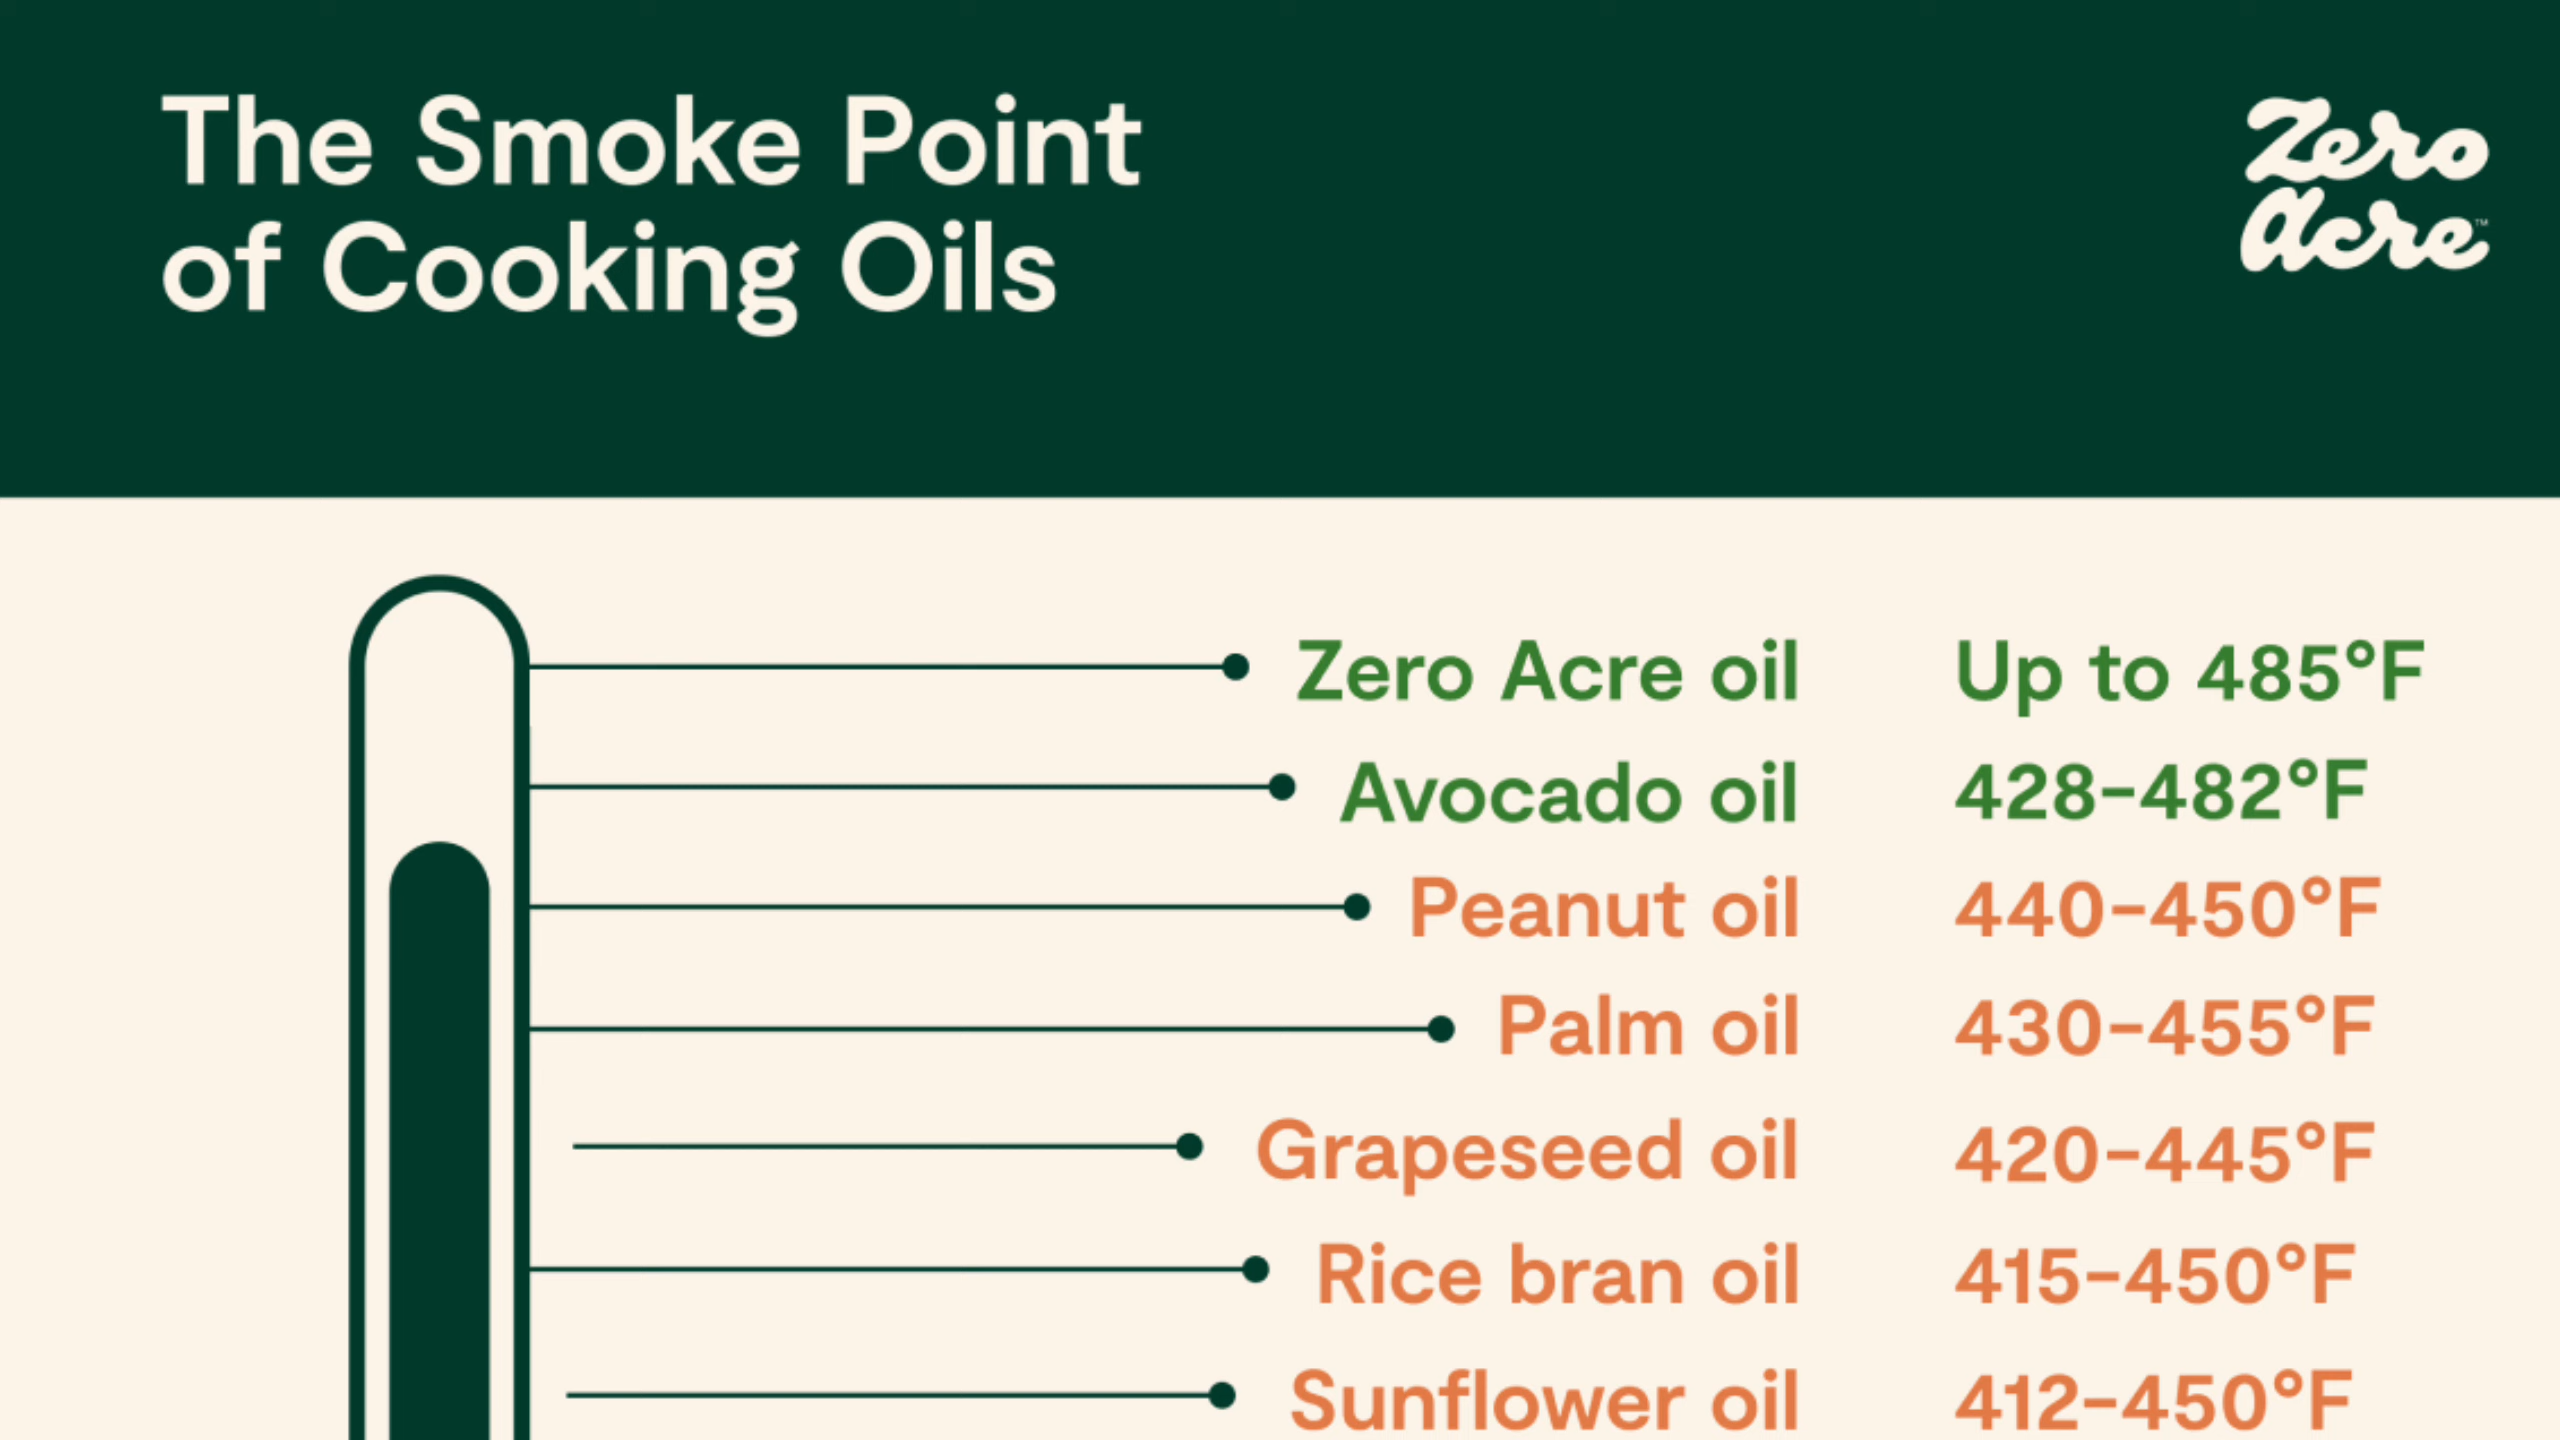 The Smoke Point
of Cooking Oils
Zero
Acre™
Zero Acre oil Up to 485°F
Avocado oil 428–482°F
Peanut oil 440–450°F
Palm oil 430–455°F
Grapeseed oil 420–445°F
Rice bran oil 415–450°F
Sunflower oil 412–450°F